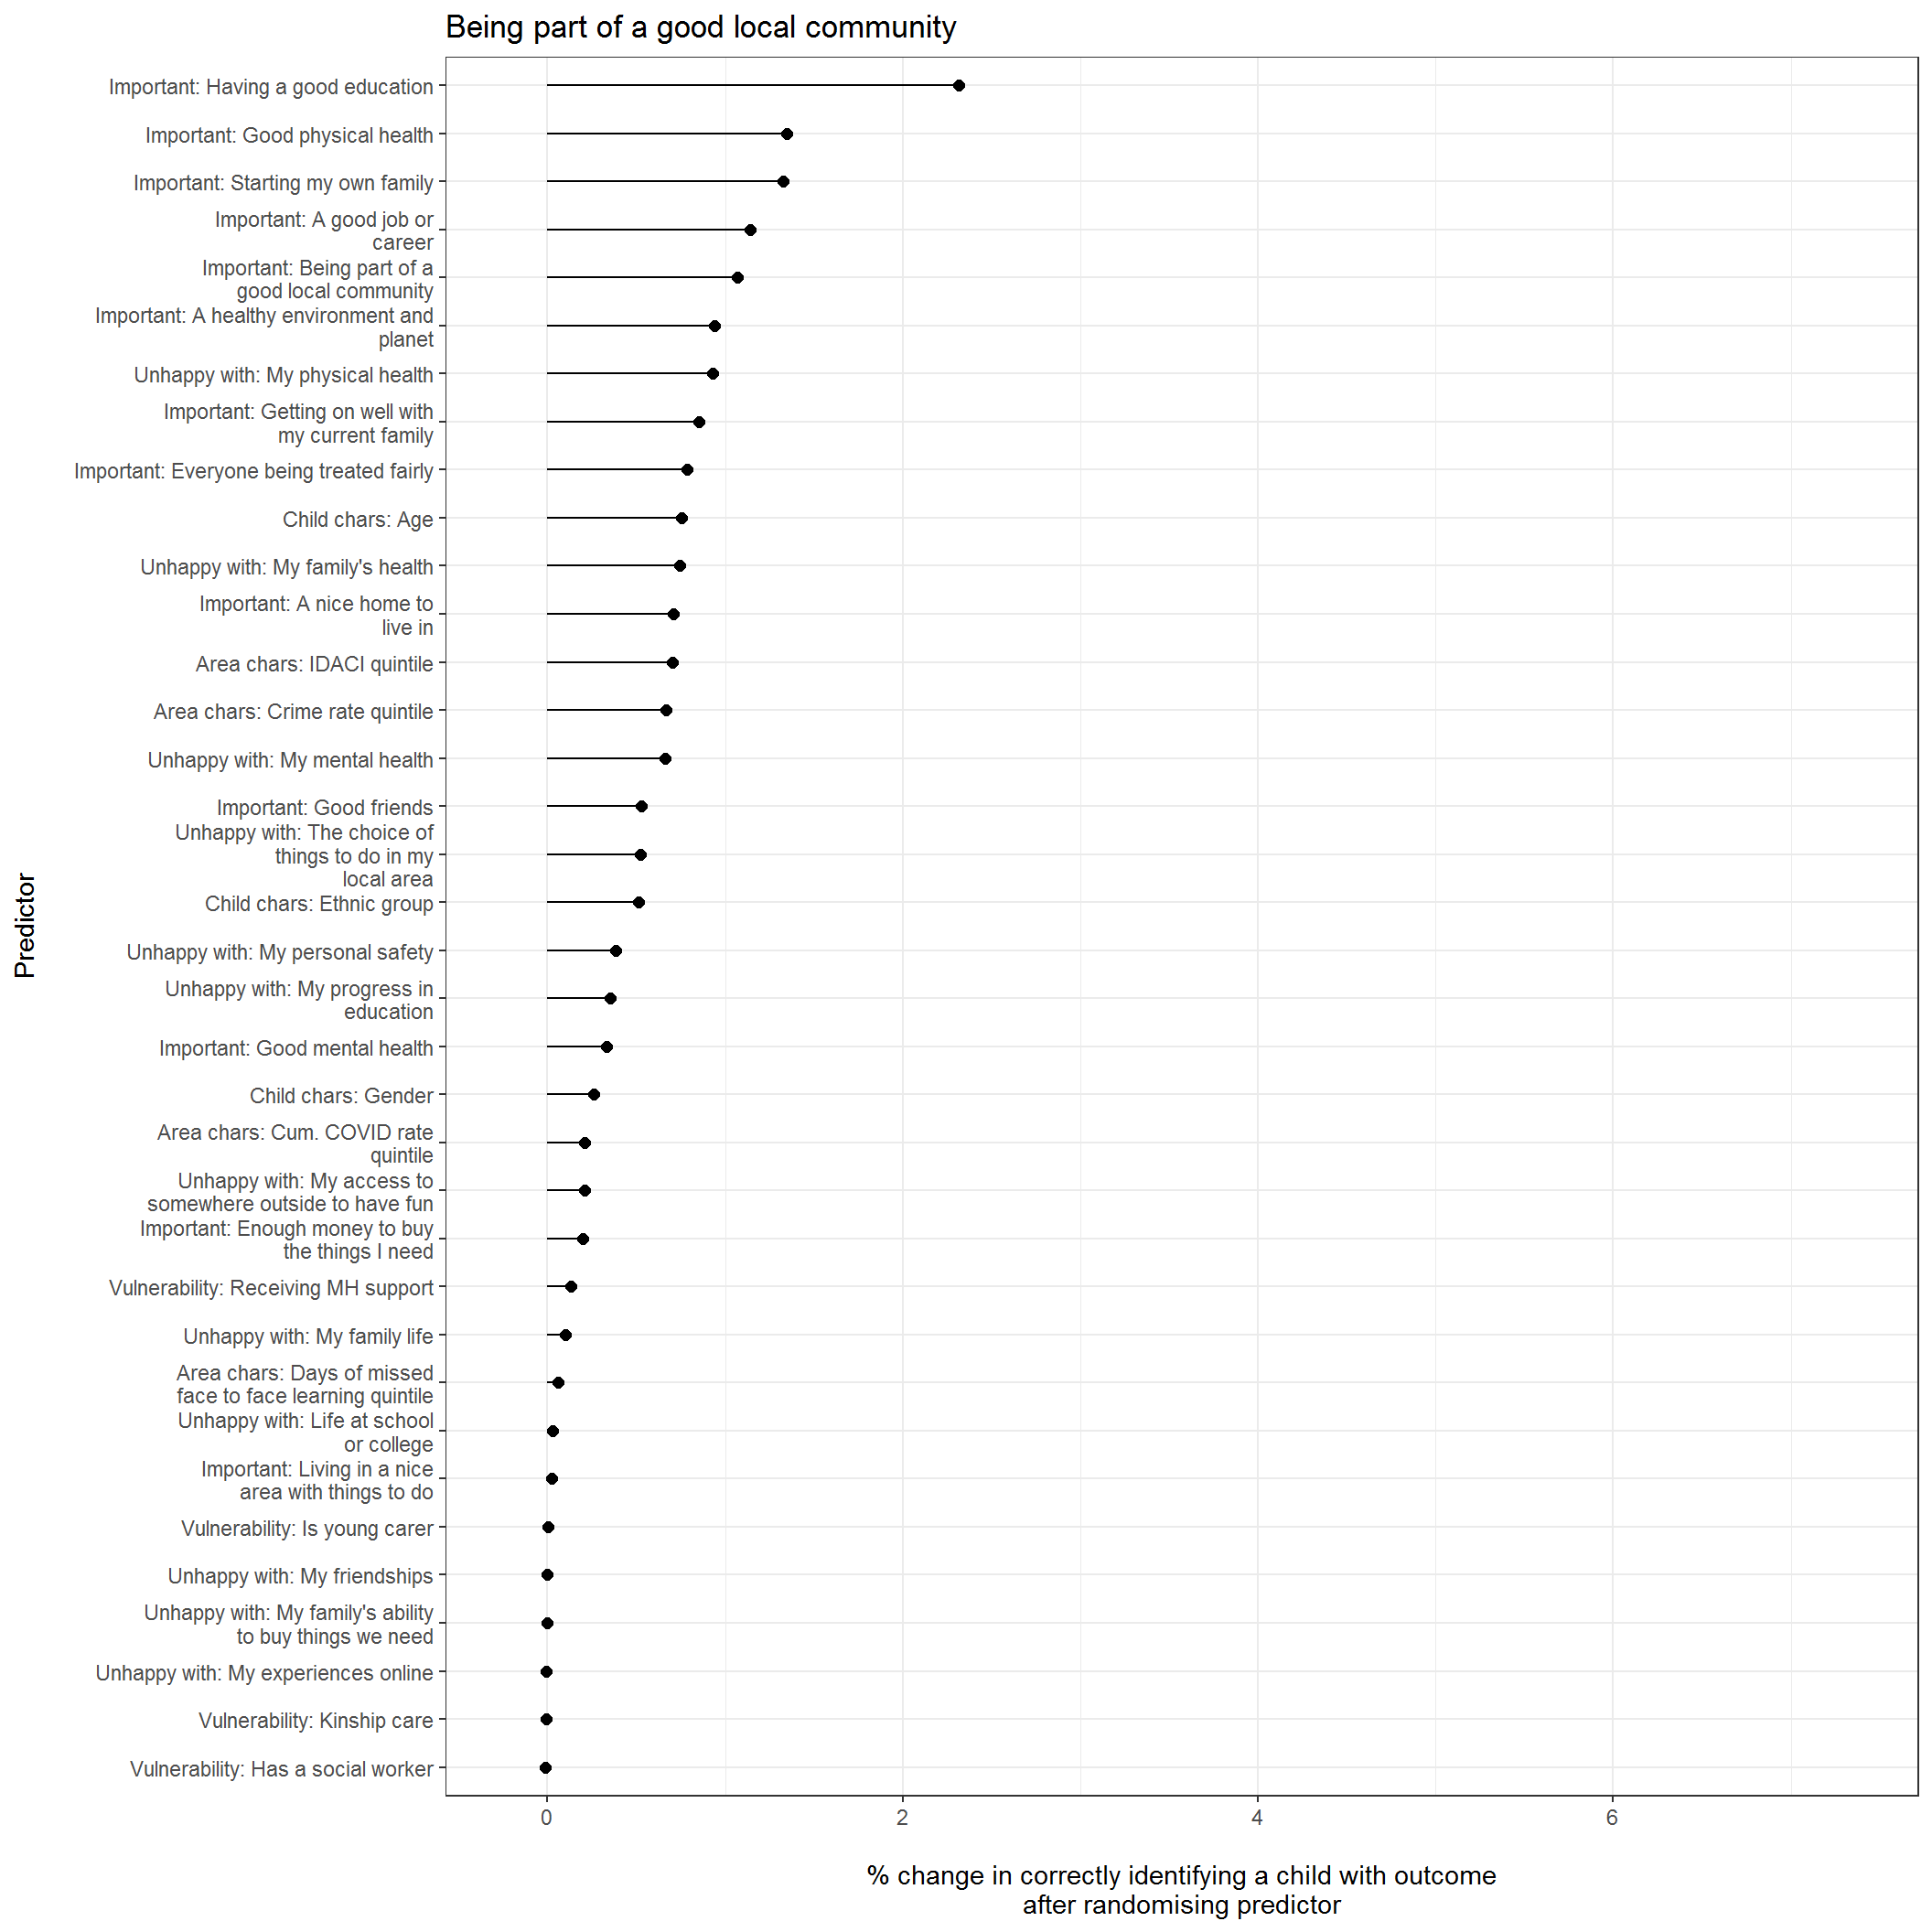 Being part of a good local community
Important: Having a good education
Important: Good physical health
Important: Starting my own family
Important: A good job or
career
Important: Being part of a
good local community
Important: A healthy environment and
planet
Unhappy with: My physical health
Important: Getting on well with
my current family
Important: Everyone being treated fairly
Child chars: Age
Unhappy with: My family's health
Important: A nice home to
live in
Area chars: IDACI quintile
Area chars: Crime rate quintile
Unhappy with: My mental health
Important: Good friends
Unhappy with: The choice of
things to do in my
local area
Child chars: Ethnic group
Unhappy with: My personal safety
Unhappy with: My progress in
education
Important: Good mental health
Child chars: Gender
Area chars: Cum. COVID rate
quintile
Unhappy with: My access to
somewhere outside to have fun
Important: Enough money to buy
the things I need
Vulnerability: Receiving MH support
Unhappy with: My family life
Area chars: Days of missed
face to face learning quintile
Unhappy with: Life at school
or college
Important: Living in a nice
area with things to do
Vulnerability: Is young carer
Unhappy with: My friendships
Unhappy with: My family's ability
to buy things we need
Unhappy with: My experiences online
Vulnerability: Kinship care
Vulnerability: Has a social worker
Predictor
0 2 4 6
% change in correctly identifying a child with outcome
after randomising predictor